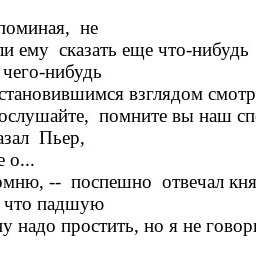 поминая, не
ли ему сказать еще что-нибудь
чего-нибудь
становившимся взглядом смотр
ослушайте, помните вы наш сп
азал Пьер,
е о...
омню, -- поспешно отвечал кня
что падшую
ну надо простить, но я не говор